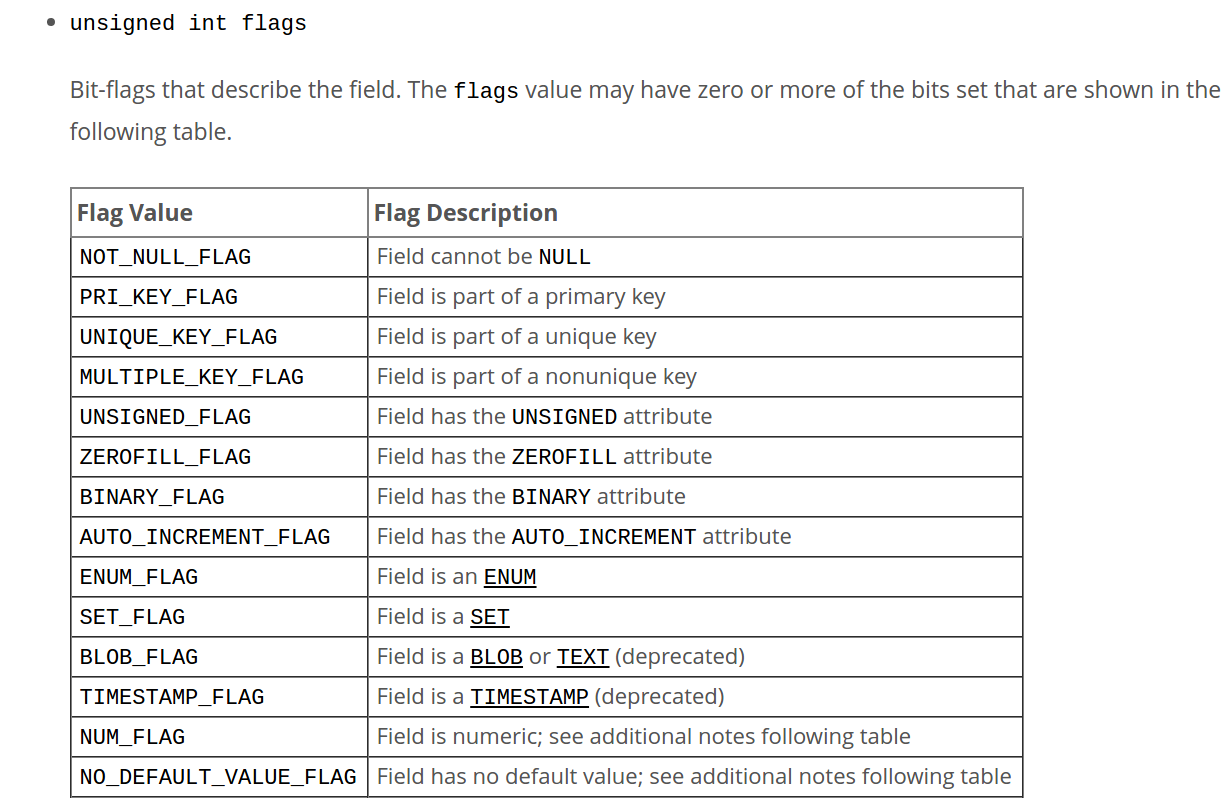 • unsigned int flags
Bit-flags that describe the field. The flags value may have zero or more of the bits set that are shown in the
following table.
Flag Value Flag Description
NOT_NULL_FLAG Field cannot be NULL
PRI_KEY_FLAG Field is part of a primary key
UNIQUE_KEY_FLAG Field is part of a unique key
MULTIPLE_KEY_FLAG Field is part of a nonunique key
UNSIGNED_FLAG Field has the UNSIGNED attribute
ZEROFILL_FLAG Field has the ZEROFILL attribute
BINARY_FLAG Field has the BINARY attribute
AUTO_INCREMENT_FLAG Field has the AUTO_INCREMENT attribute
ENUM_FLAG Field is an ENUM
SET_FLAG Field is a SET
BLOB_FLAG Field is a BLOB or TEXT (deprecated)
TIMESTAMP_FLAG Field is a TIMESTAMP (deprecated)
NUM_FLAG Field is numeric; see additional notes following table
NO_DEFAULT_VALUE_FLAG Field has no default value; see additional notes following table